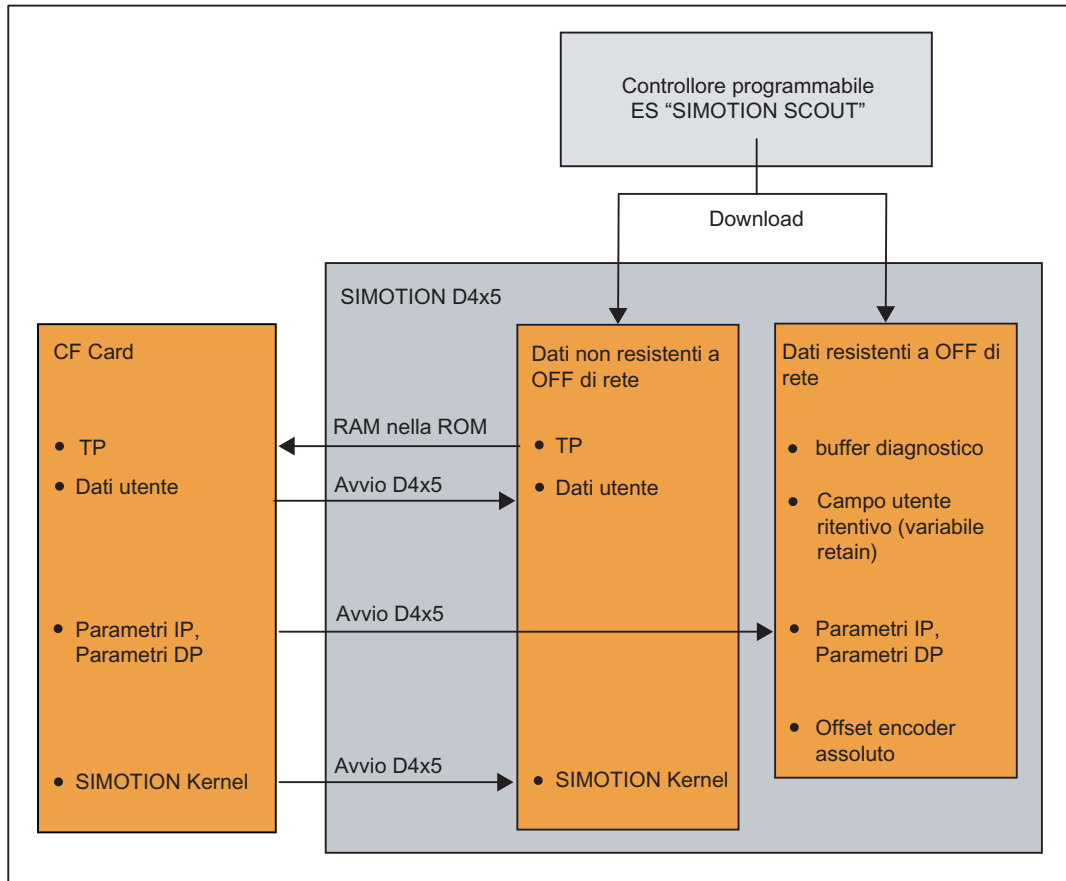 Controllore programmabile
ES “SIMOTION SCOUT”
Download
SIMOTION D4x5
CF Card
• TP
• Dati utente
• Parametri IP,
Parametri DP
• SIMOTION Kernel
RAM nella ROM
Avvio D4x5
Avvio D4x5
Avvio D4x5
Dati non resistenti a
OFF di rete
• TP
• Dati utente
• SIMOTION Kernel
Dati resistenti a OFF di
rete
• buffer diagnostico
• Campo utente
ritentivo (variabile
retain)
• Parametri IP,
Parametri DP
• Offset encoder
assoluto